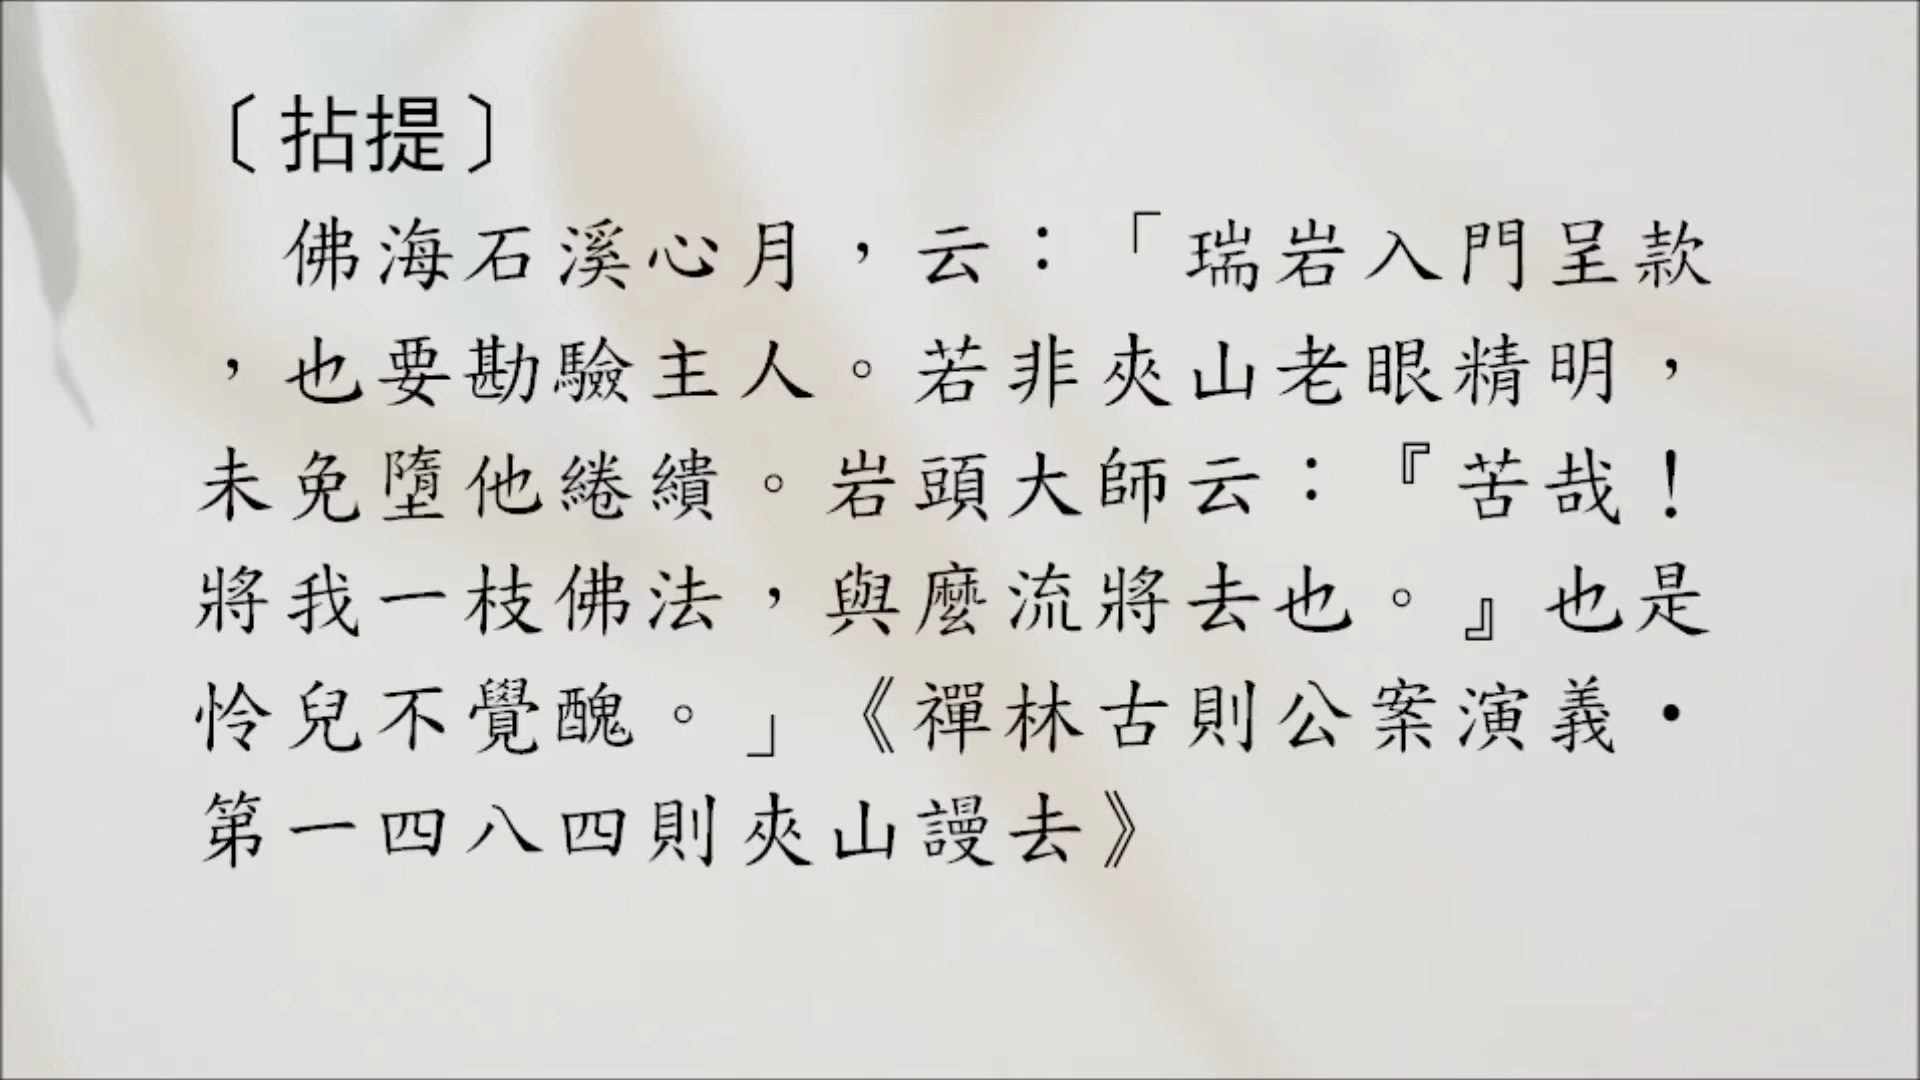 〔拈提〕
佛海石溪心月，云：「瑞岩入門呈款
，也要勘驗主人。若非夾山老眼精明，
未免墮他綣繢。岩頭大師云：『苦哉！
將我一枝佛法，與麼流將去也。』也是
怜兒不覺醜。」《禪林古則公案演義•
第一四八四則夾山謾去》